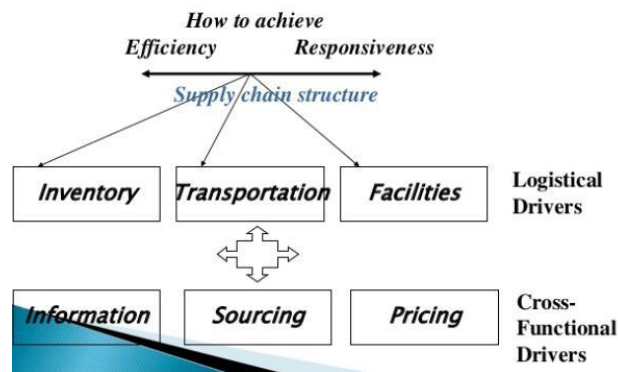 How to achieve
Efficiency Responsiveness
Supply chain structure
Inventory Transportation Facilities Logistical
Drivers
Information Sourcing Pricing Cross-
Functional
Drivers